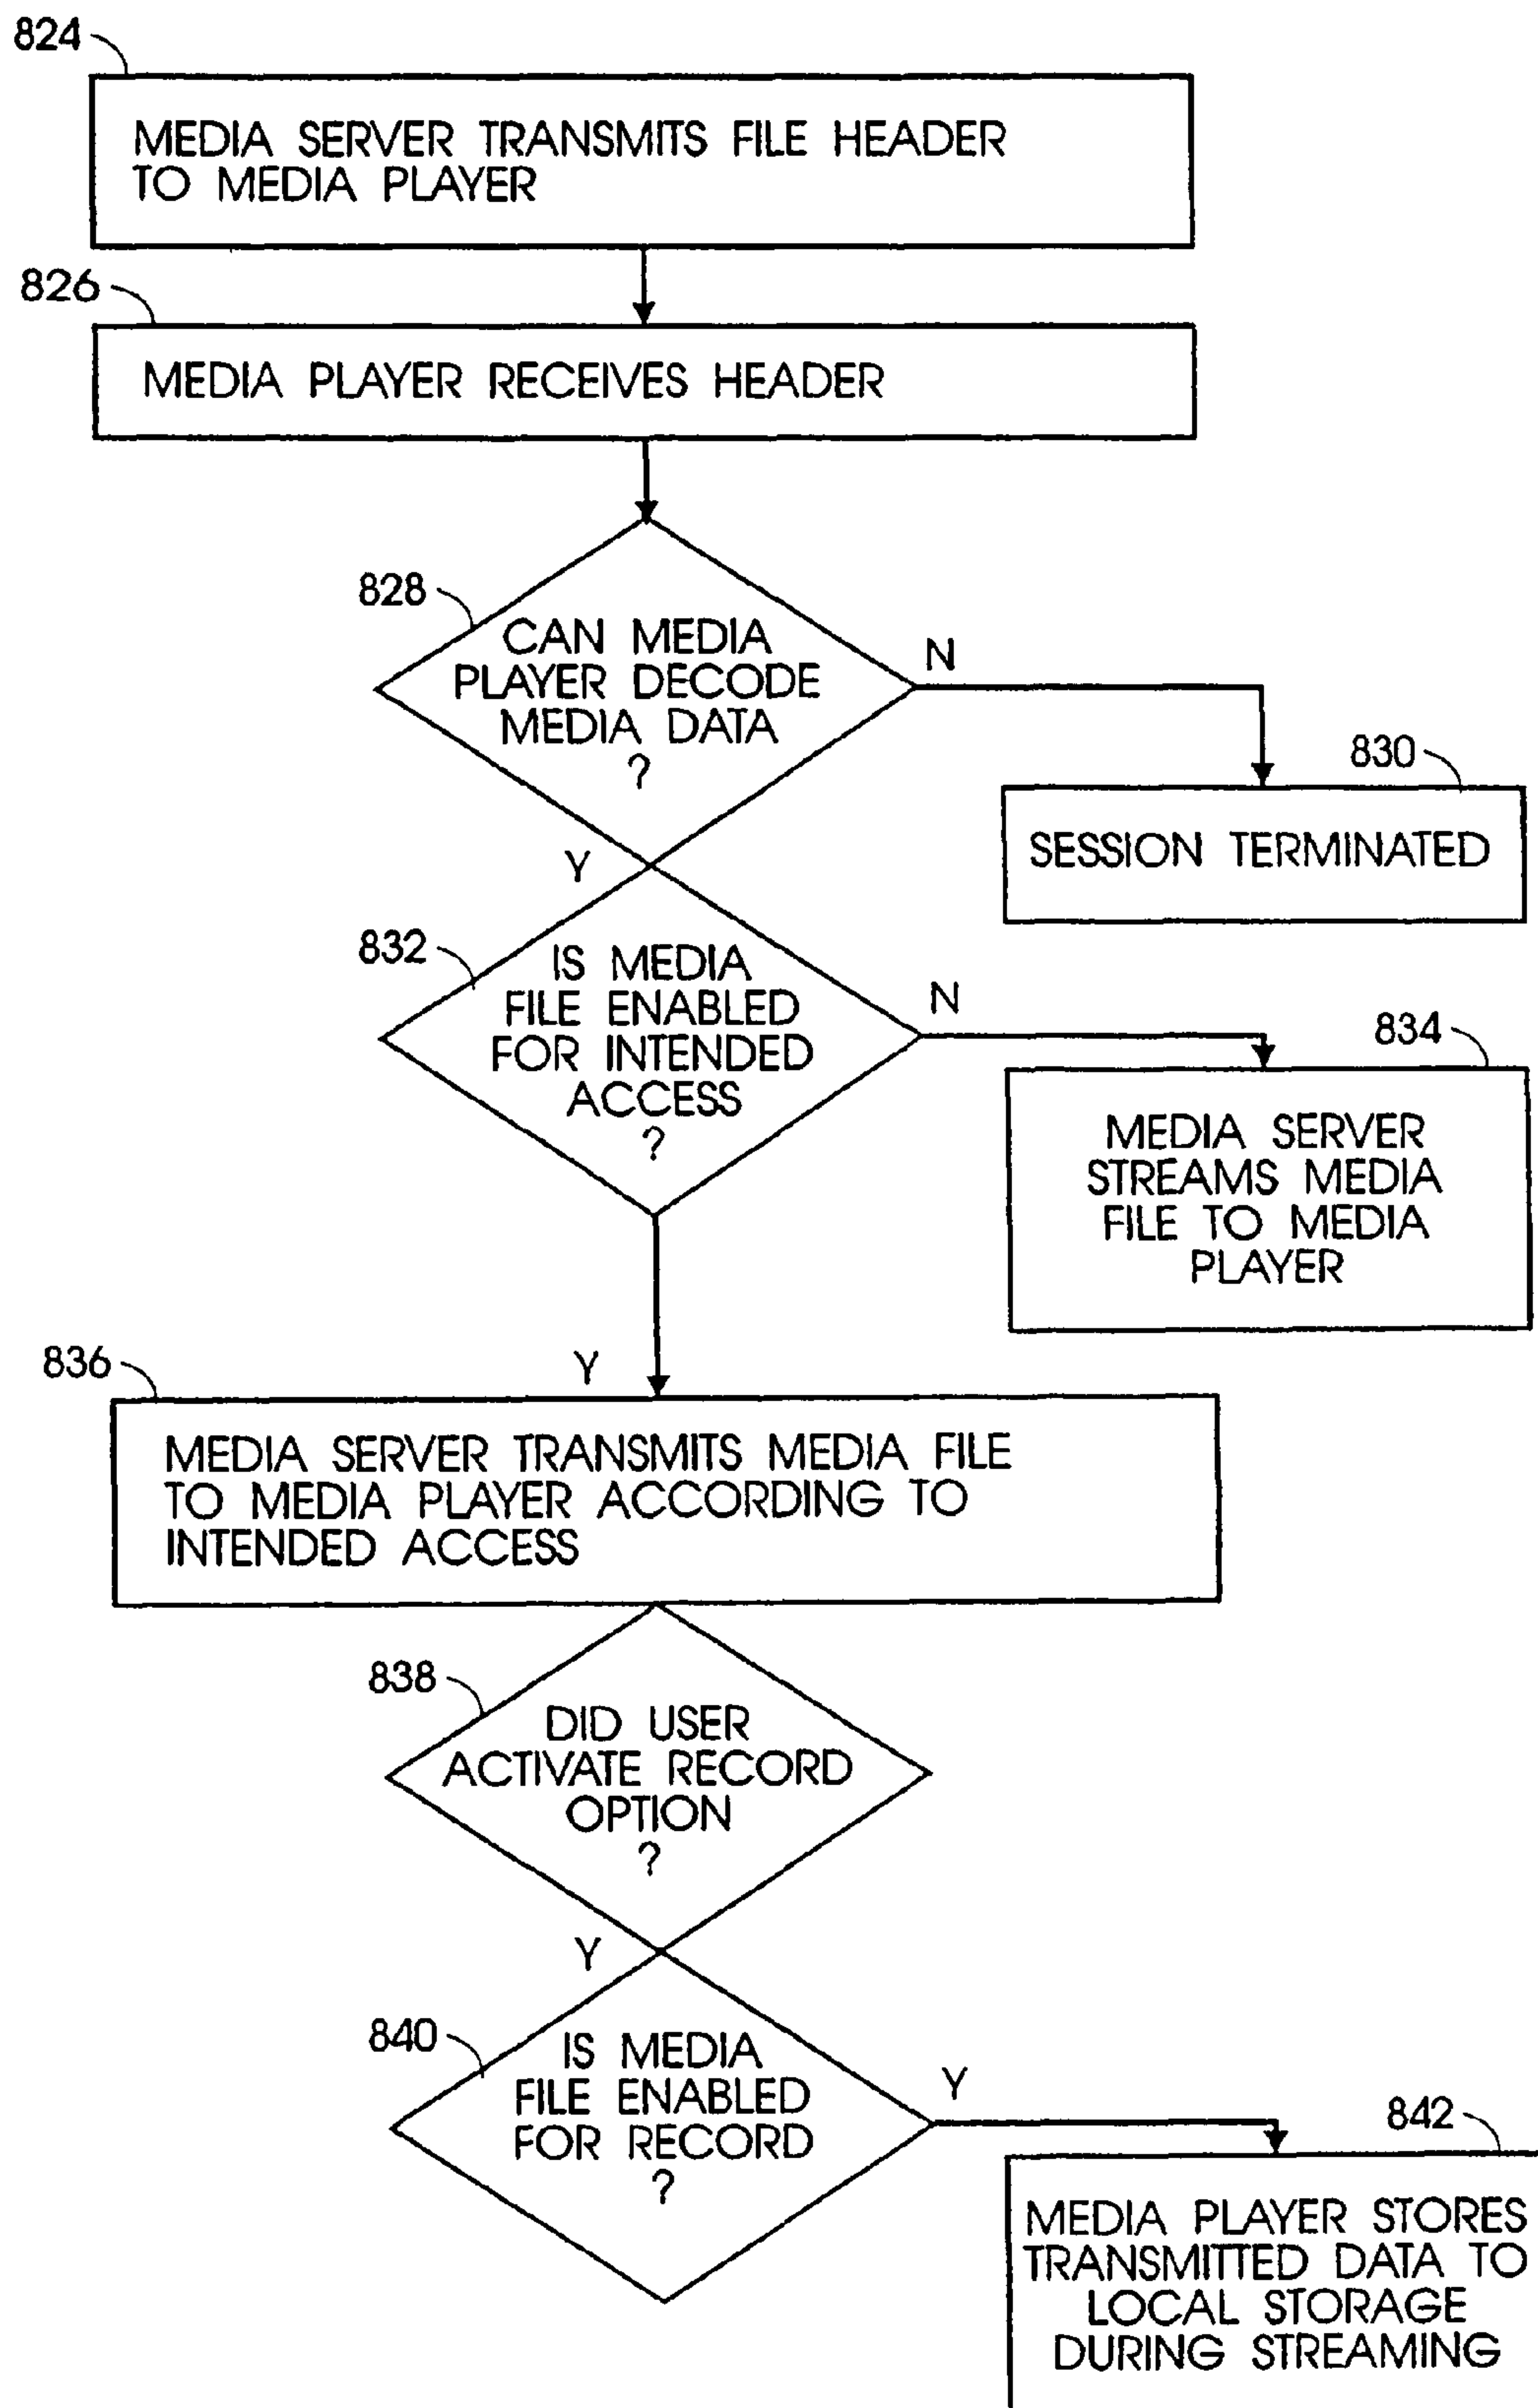 824
MEDIA SERVER TRANSMITS FILE HEADER
TO MEDIA PLAYER
826
MEDIA PLAYER RECEIVES HEADER
828
CAN MEDIA
PLAYER DECODE
MEDIA DATA
?
N
830
SESSION TERMINATED
Y
832
IS MEDIA
FILE ENABLED
FOR INTENDED
ACCESS
?
N
834
MEDIA SERVER
STREAMS MEDIA
FILE TO MEDIA
PLAYER
836
Y
MEDIA SERVER TRANSMITS MEDIA FILE
TO MEDIA PLAYER ACCORDING TO
INTENDED ACCESS
838
DID USER
ACTIVATE RECORD
OPTION
?
Y
840
IS MEDIA
FILE ENABLED
FOR RECORD
?
Y
842
MEDIA PLAYER STORES
TRANSMITTED DATA TO
LOCAL STORAGE
DURING STREAMING